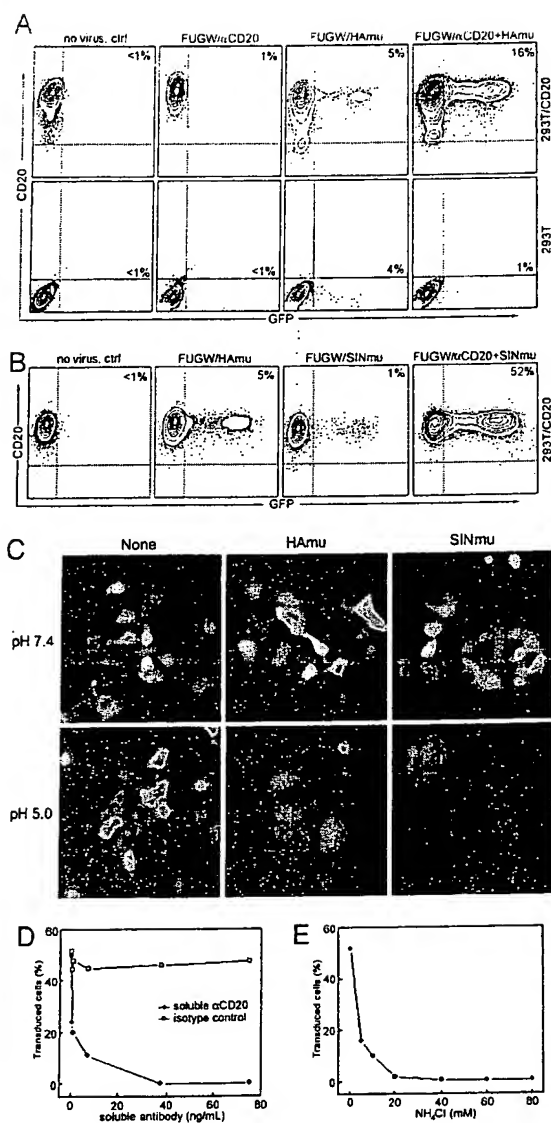 A
no virus, ctrl FUGW/αCD20 FUGW/HAmu FUGW/αCD20+HAmu
<1% 1% 5% 16%
293T/CD20
CD20
<1% <1% 4% 1%
293T
GFP
B
no virus, ctrl FUGW/HAmu FUGW/SINmu FUGW/αCD20+SINmu
<1% 5% 1% 52%
CD20
293T/CD20
GFP
C
None HAmu SINmu
pH 7.4
pH 5.0
D
60
40
20
0
Transduced cells (%)
soluble αCD20
isotype control
0 20 40 60 80
soluble antibody (ng/mL)
E
60
40
20
0
Transduced cells (%)
0 20 40 60 80
NH4Cl (mM)